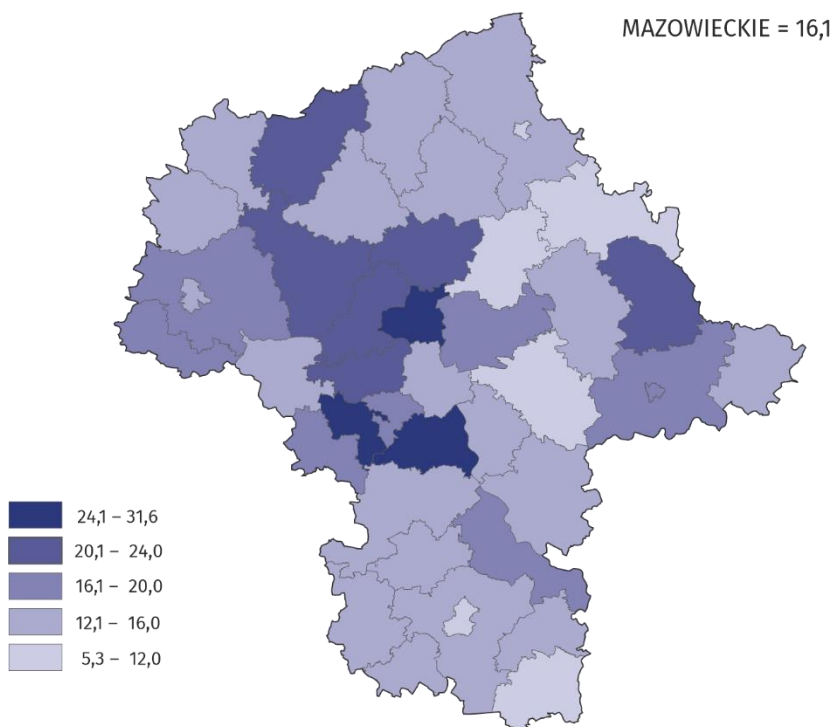 MAZOWIECKIE = 16,1
24,1 – 31,6
20,1 – 24,0
16,1 – 20,0
12,1 – 16,0
5,3 – 12,0